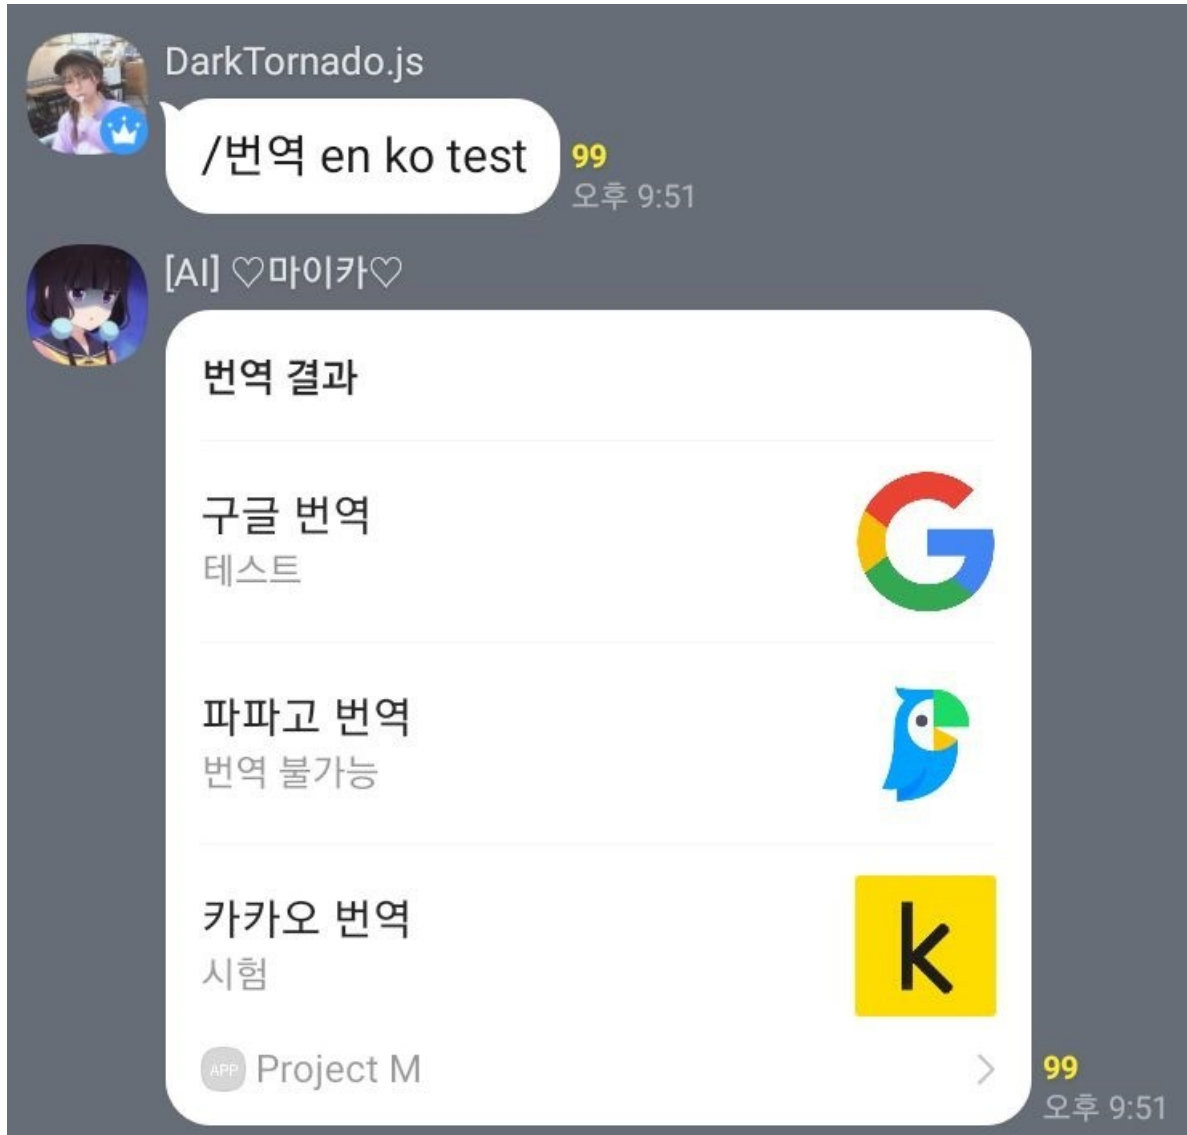 DarkTornado.js
/번역 en ko test
99
오후 9:51
[AI] ♡마이카♡
번역 결과
구글 번역
테스트
파파고 번역
번역 불가능
카카오 번역
시험
k
APP Project M
99
오후 9:51